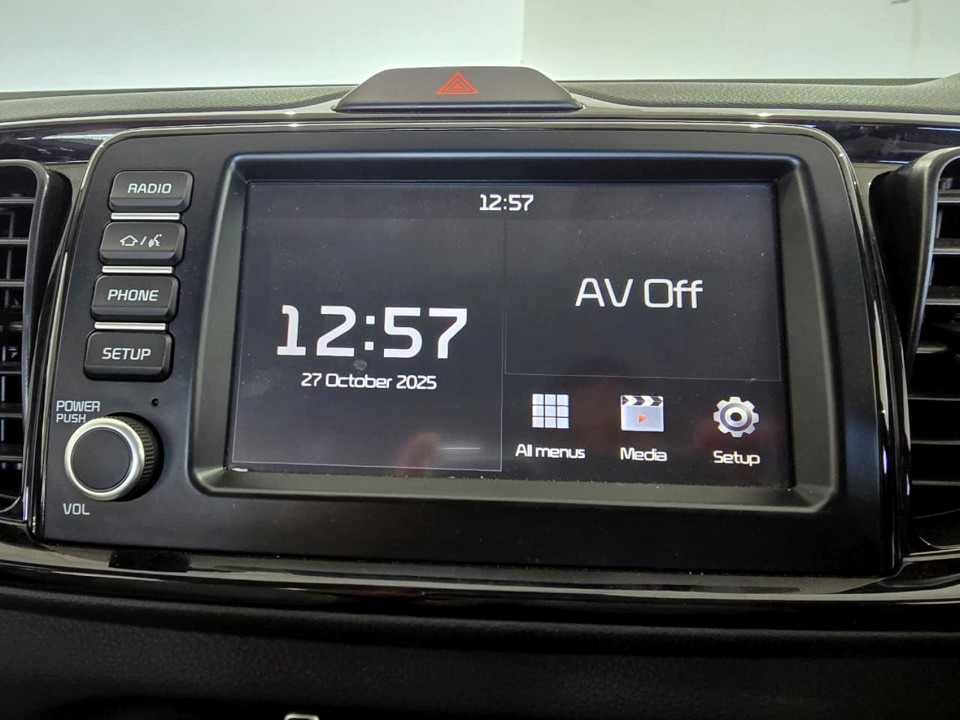 RADIO
PHONE
SETUP
POWER
PUSH
VOL
12:57
12:57
27 October 2025
AV Off
All menus
Media
Setup